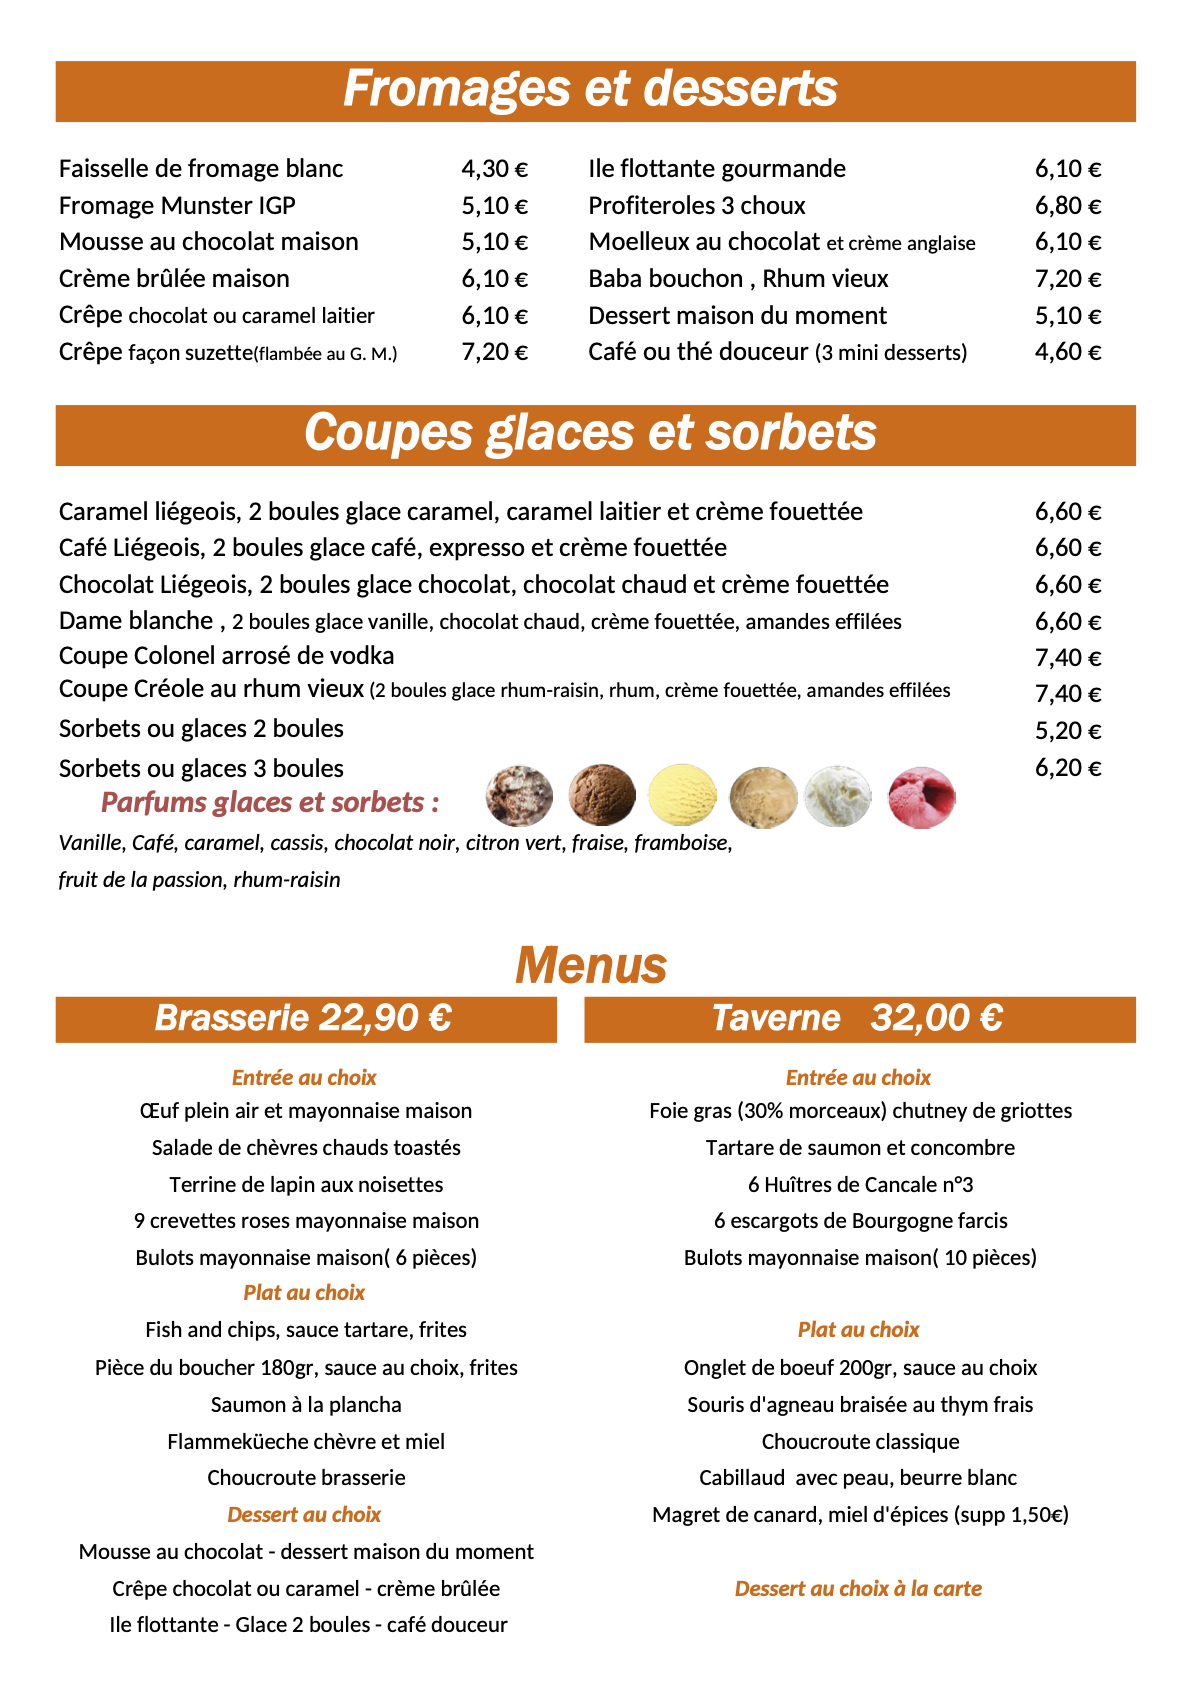 Fromages et desserts
Faisselle de fromage blanc 4,30 €
Fromage Munster IGP 5,10 €
Mousse au chocolat maison 5,10 €
Crème brûlée maison 6,10 €
Crêpe chocolat ou caramel laitier 6,10 €
Crêpe façon suzette(flambée au G. M.) 7,20 €
Ile flottante gourmande 6,10 €
Profiteroles 3 choux 6,80 €
Moelleux au chocolat et crème anglaise 6,10 €
Baba bouchon , Rhum vieux 7,20 €
Dessert maison du moment 5,10 €
Café ou thé douceur (3 mini desserts) 4,60 €
Coupes glaces et sorbets
Caramel liégeois, 2 boules glace caramel, caramel laitier et crème fouettée 6,60 €
Café Liégeois, 2 boules glace café, expresso et crème fouettée 6,60 €
Chocolat Liégeois, 2 boules glace chocolat, chocolat chaud et crème fouettée 6,60 €
Dame blanche , 2 boules glace vanille, chocolat chaud, crème fouettée, amandes effilées 6,60 €
Coupe Colonel arrosé de vodka 7,40 €
Coupe Créole au rhum vieux (2 boules glace rhum-raisin, rhum, crème fouettée, amandes effilées 7,40 €
Sorbets ou glaces 2 boules 5,20 €
Sorbets ou glaces 3 boules 6,20 €
Parfums glaces et sorbets :
Vanille, Café, caramel, cassis, chocolat noir, citron vert, fraise, framboise,
fruit de la passion, rhum-raisin
Menus
Brasserie 22,90 €
Entrée au choix
Œuf plein air et mayonnaise maison
Salade de chèvres chauds toastés
Terrine de lapin aux noisettes
9 crevettes roses mayonnaise maison
Bulots mayonnaise maison( 6 pièces)
Plat au choix
Fish and chips, sauce tartare, frites
Pièce du boucher 180gr, sauce au choix, frites
Saumon à la plancha
Flammeküeche chèvre et miel
Choucroute brasserie
Dessert au choix
Mousse au chocolat - dessert maison du moment
Crêpe chocolat ou caramel - crème brûlée
Ile flottante - Glace 2 boules - café douceur
Taverne 32,00 €
Entrée au choix
Foie gras (30% morceaux) chutney de griottes
Tartare de saumon et concombre
6 Huîtres de Cancale n°3
6 escargots de Bourgogne farcis
Bulots mayonnaise maison( 10 pièces)
Plat au choix
Onglet de boeuf 200gr, sauce au choix
Souris d'agneau braisée au thym frais
Choucroute classique
Cabillaud avec peau, beurre blanc
Magret de canard, miel d'épices (supp 1,50€)
Dessert au choix à la carte